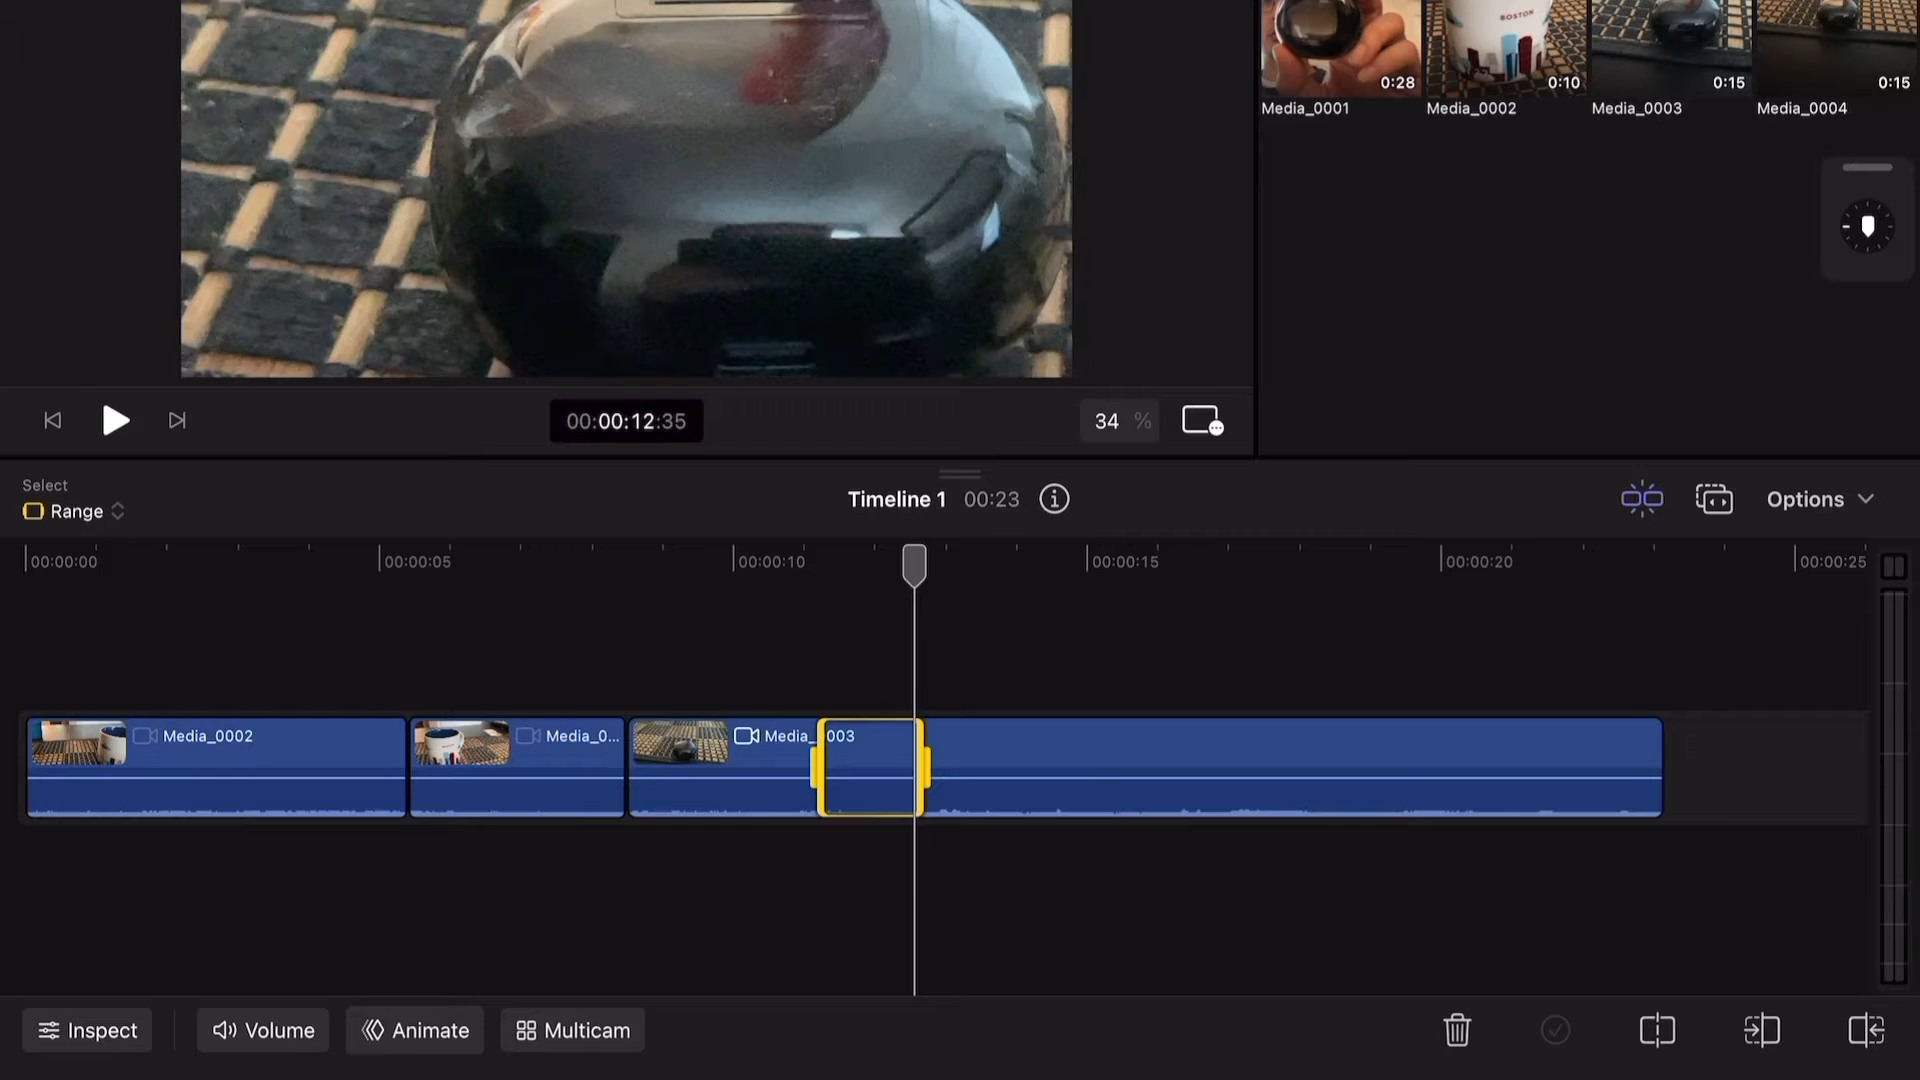 BOSTON
0:28
0:10
0:15
0:15
Media_0001
Media_0002
Media_0003
Media_0004
00:00:12:35
34 %
Select
Range
Timeline 1 00:23
Options
00:00:00
00:00:05
00:00:10
00:00:15
00:00:20
00:00:25
Media_0002
Media_0...
Media_003
Inspect
Volume
Animate
Multicam